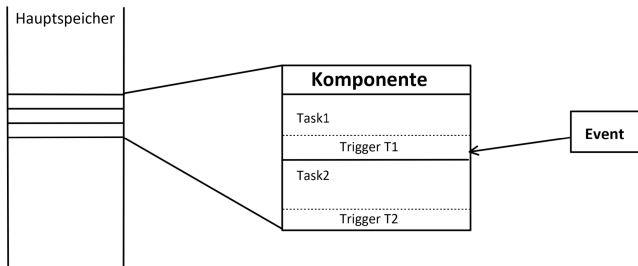 Hauptspeicher
Komponente
Task1
Trigger T1
Event
Task2
Trigger T2